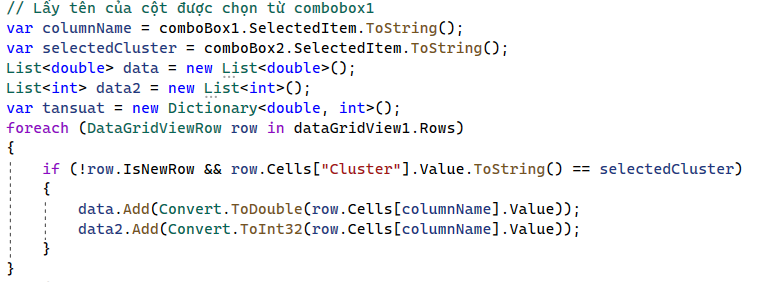 // Lấy tên của cột được chọn từ combobox1
var columnName = comboBox1.SelectedItem.ToString();
var selectedCluster = comboBox2.SelectedItem.ToString();
List<double> data = new List<double>();
List<int> data2 = new List<int>();
var tansuat = new Dictionary<double, int>();
foreach (DataGridViewRow row in dataGridView1.Rows)
{
    if (!row.IsNewRow && row.Cells["Cluster"].Value.ToString() == selectedCluster)
    {
        data.Add(Convert.ToDouble(row.Cells[columnName].Value));
        data2.Add(Convert.ToInt32(row.Cells[columnName].Value));
    }
}